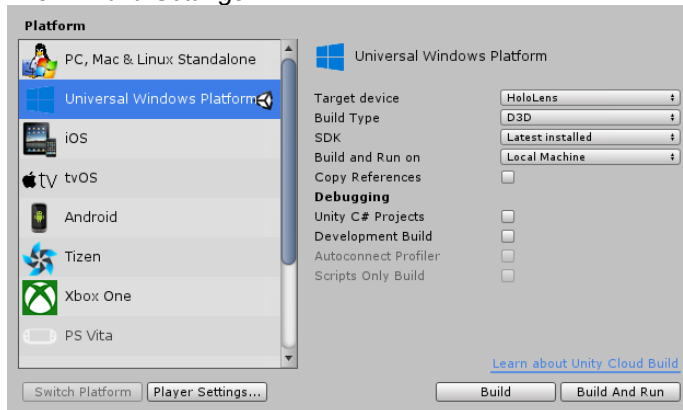 Platform
PC, Mac & Linux Standalone
Universal Windows Platform
iOS
tv tvOS
Android
Tizen
Xbox One
PS Vita
Switch Platform
Player Settings...
Universal Windows Platform
Target device HoloLens
Build Type D3D
SDK Latest installed
Build and Run on Local Machine
Copy References
Debugging
Unity C# Projects
Development Build
Autoconnect Profiler
Scripts Only Build
Learn about Unity Cloud Build
Build
Build And Run